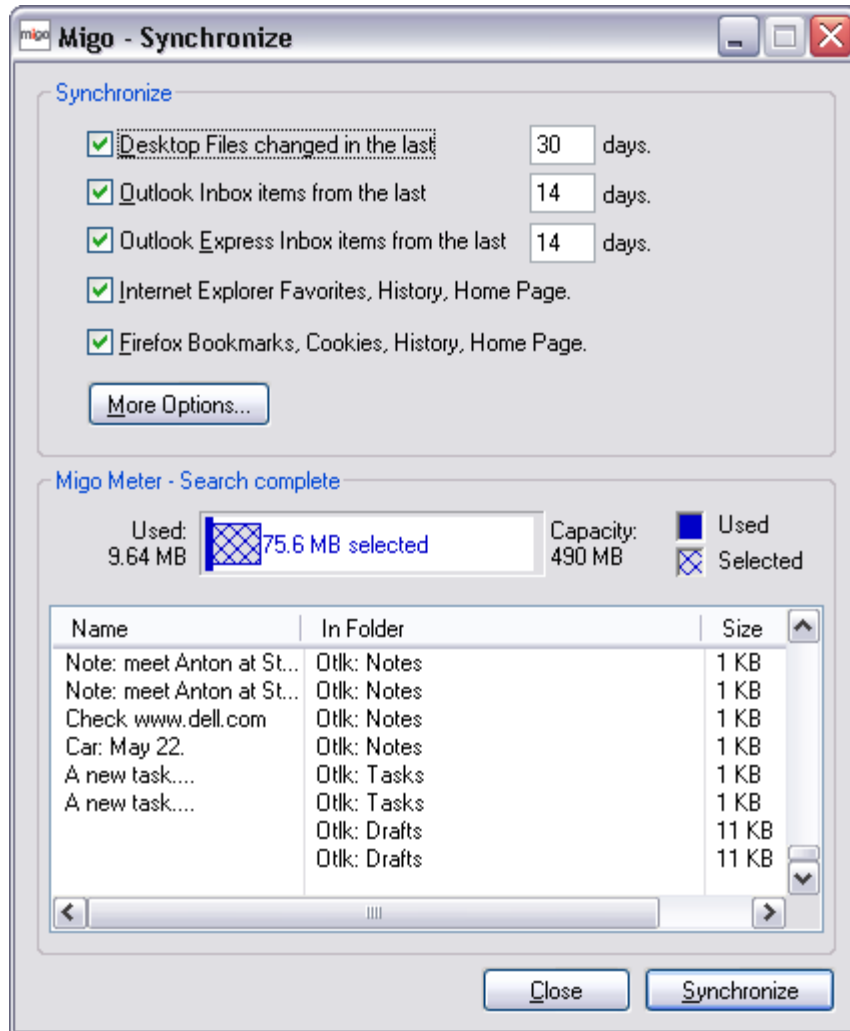 migo Migo - Synchronize
Synchronize
Desktop Files changed in the last 30 days.
Outlook Inbox items from the last 14 days.
Outlook Express Inbox items from the last 14 days.
Internet Explorer Favorites, History, Home Page.
Firefox Bookmarks, Cookies, History, Home Page.
More Options...
Migo Meter - Search complete
Used: 9.64 MB
75.6 MB selected
Capacity: 490 MB
Used
Selected
Name In Folder Size
Note: meet Anton at St... Otlk: Notes 1 KB
Note: meet Anton at St... Otlk: Notes 1 KB
Check www.dell.com Otlk: Notes 1 KB
Car: May 22. Otlk: Notes 1 KB
A new task.... Otlk: Tasks 1 KB
A new task.... Otlk: Tasks 1 KB
Otlk: Drafts 11 KB
Otlk: Drafts 11 KB
Close Synchronize